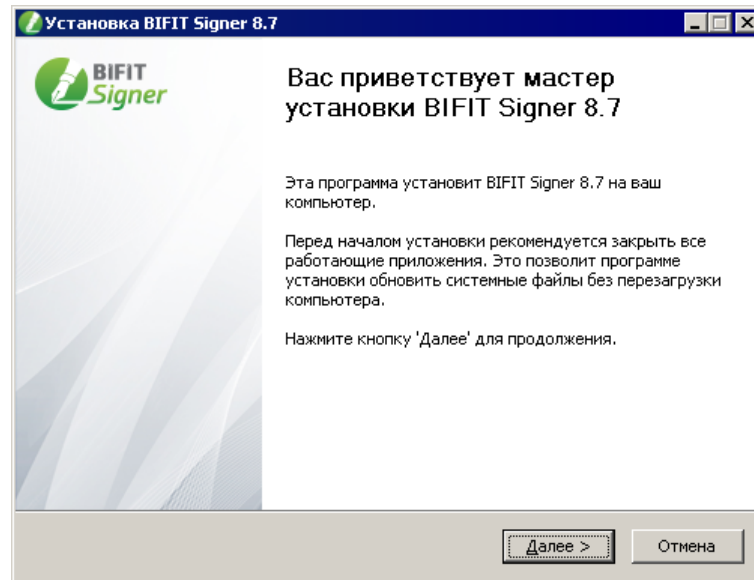 Установка BIFIT Signer 8.7
BIFIT
Signer
Вас приветствует мастер
установки BIFIT Signer 8.7
Эта программа установит BIFIT Signer 8.7 на ваш
компьютер.
Перед началом установки рекомендуется закрыть все
работающие приложения. Это позволит программе
установки обновить системные файлы без перезагрузки
компьютера.
Нажмите кнопку 'Далее' для продолжения.
Далее >
Отмена